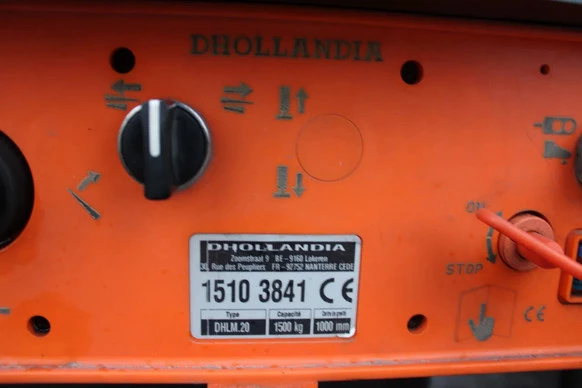 DHOLLANDIA
ON
STOP
CE
DHOLLANDIA
Zoomstraat 9 BE - 9160 Lokeren
30, Rue des Peupliers FR - 92752 NANTERRE CEDE
1510 3841 CE
Type Capacité
DHLM.20 1500 kg 1000 mm